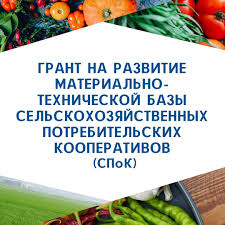 ГРАНТ НА РАЗВИТИЕ
МАТЕРИАЛЬНО-
ТЕХНИЧЕСКОЙ БАЗЫ
СЕЛЬСКОХОЗЯЙСТВЕННЫХ
ПОТРЕБИТЕЛЬСКИХ
КООПЕРАТИВОВ
(СПоК)